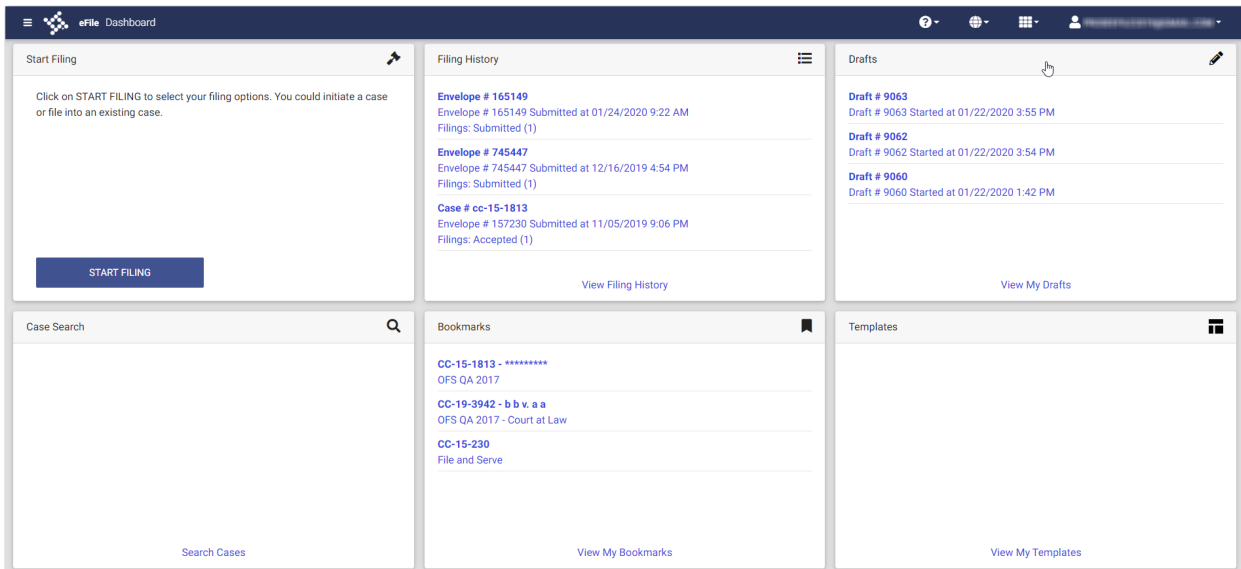 eFile Dashboard
Start Filing
Click on START FILING to select your filing options. You could initiate a case
or file into an existing case.
START FILING
Filing History
Envelope # 165149
Envelope # 165149 Submitted at 01/24/2020 9:22 AM
Filings: Submitted (1)
Envelope # 745447
Envelope # 745447 Submitted at 12/16/2019 4:54 PM
Filings: Submitted (1)
Case # cc-15-1813
Envelope # 157230 Submitted at 11/05/2019 9:06 PM
Filings: Accepted (1)
View Filing History
Drafts
Draft # 9063
Draft # 9063 Started at 01/22/2020 3:55 PM
Draft # 9062
Draft # 9062 Started at 01/22/2020 3:54 PM
Draft # 9060
Draft # 9060 Started at 01/22/2020 1:42 PM
View My Drafts
Case Search
Search Cases
Bookmarks
CC-15-1813 - *********
OFS QA 2017
CC-19-3942 - b b v. a a
OFS QA 2017 - Court at Law
CC-15-230
File and Serve
View My Bookmarks
Templates
View My Templates